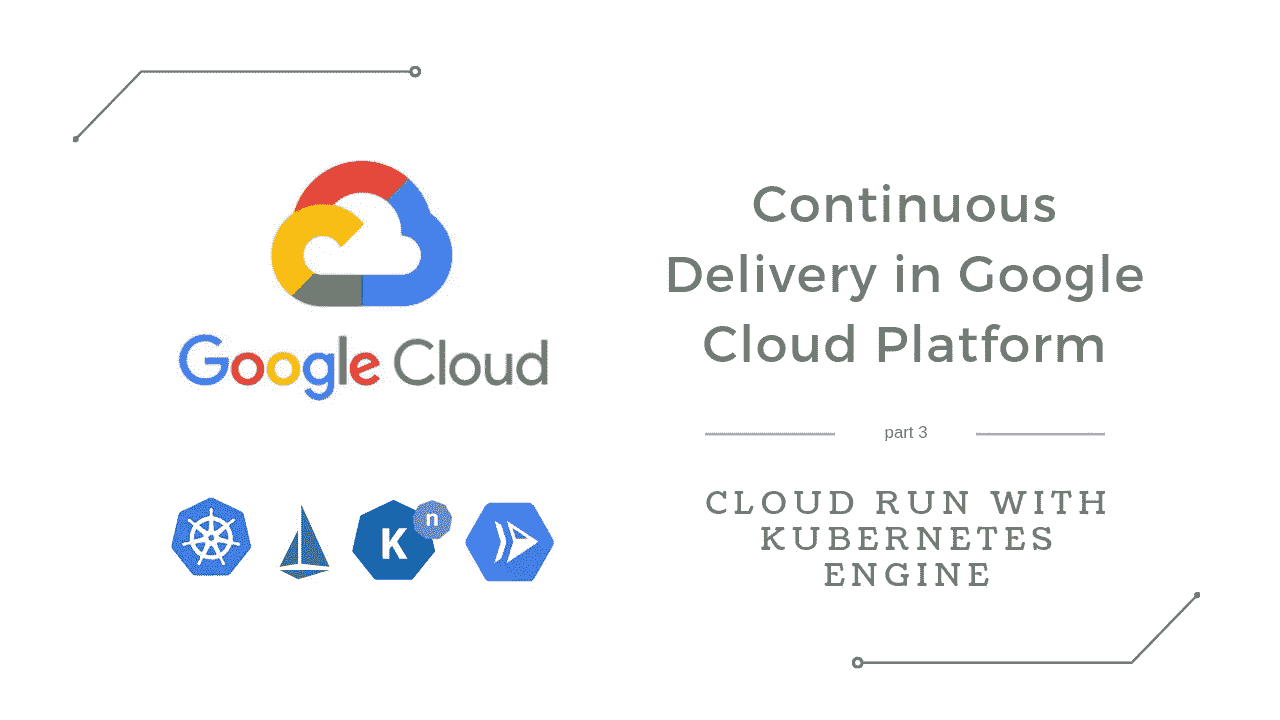 Google Cloud
K n
Continuous
Delivery in Google
Cloud Platform
part 3
CLOUD RUN WITH
KUBERNETES
ENGINE